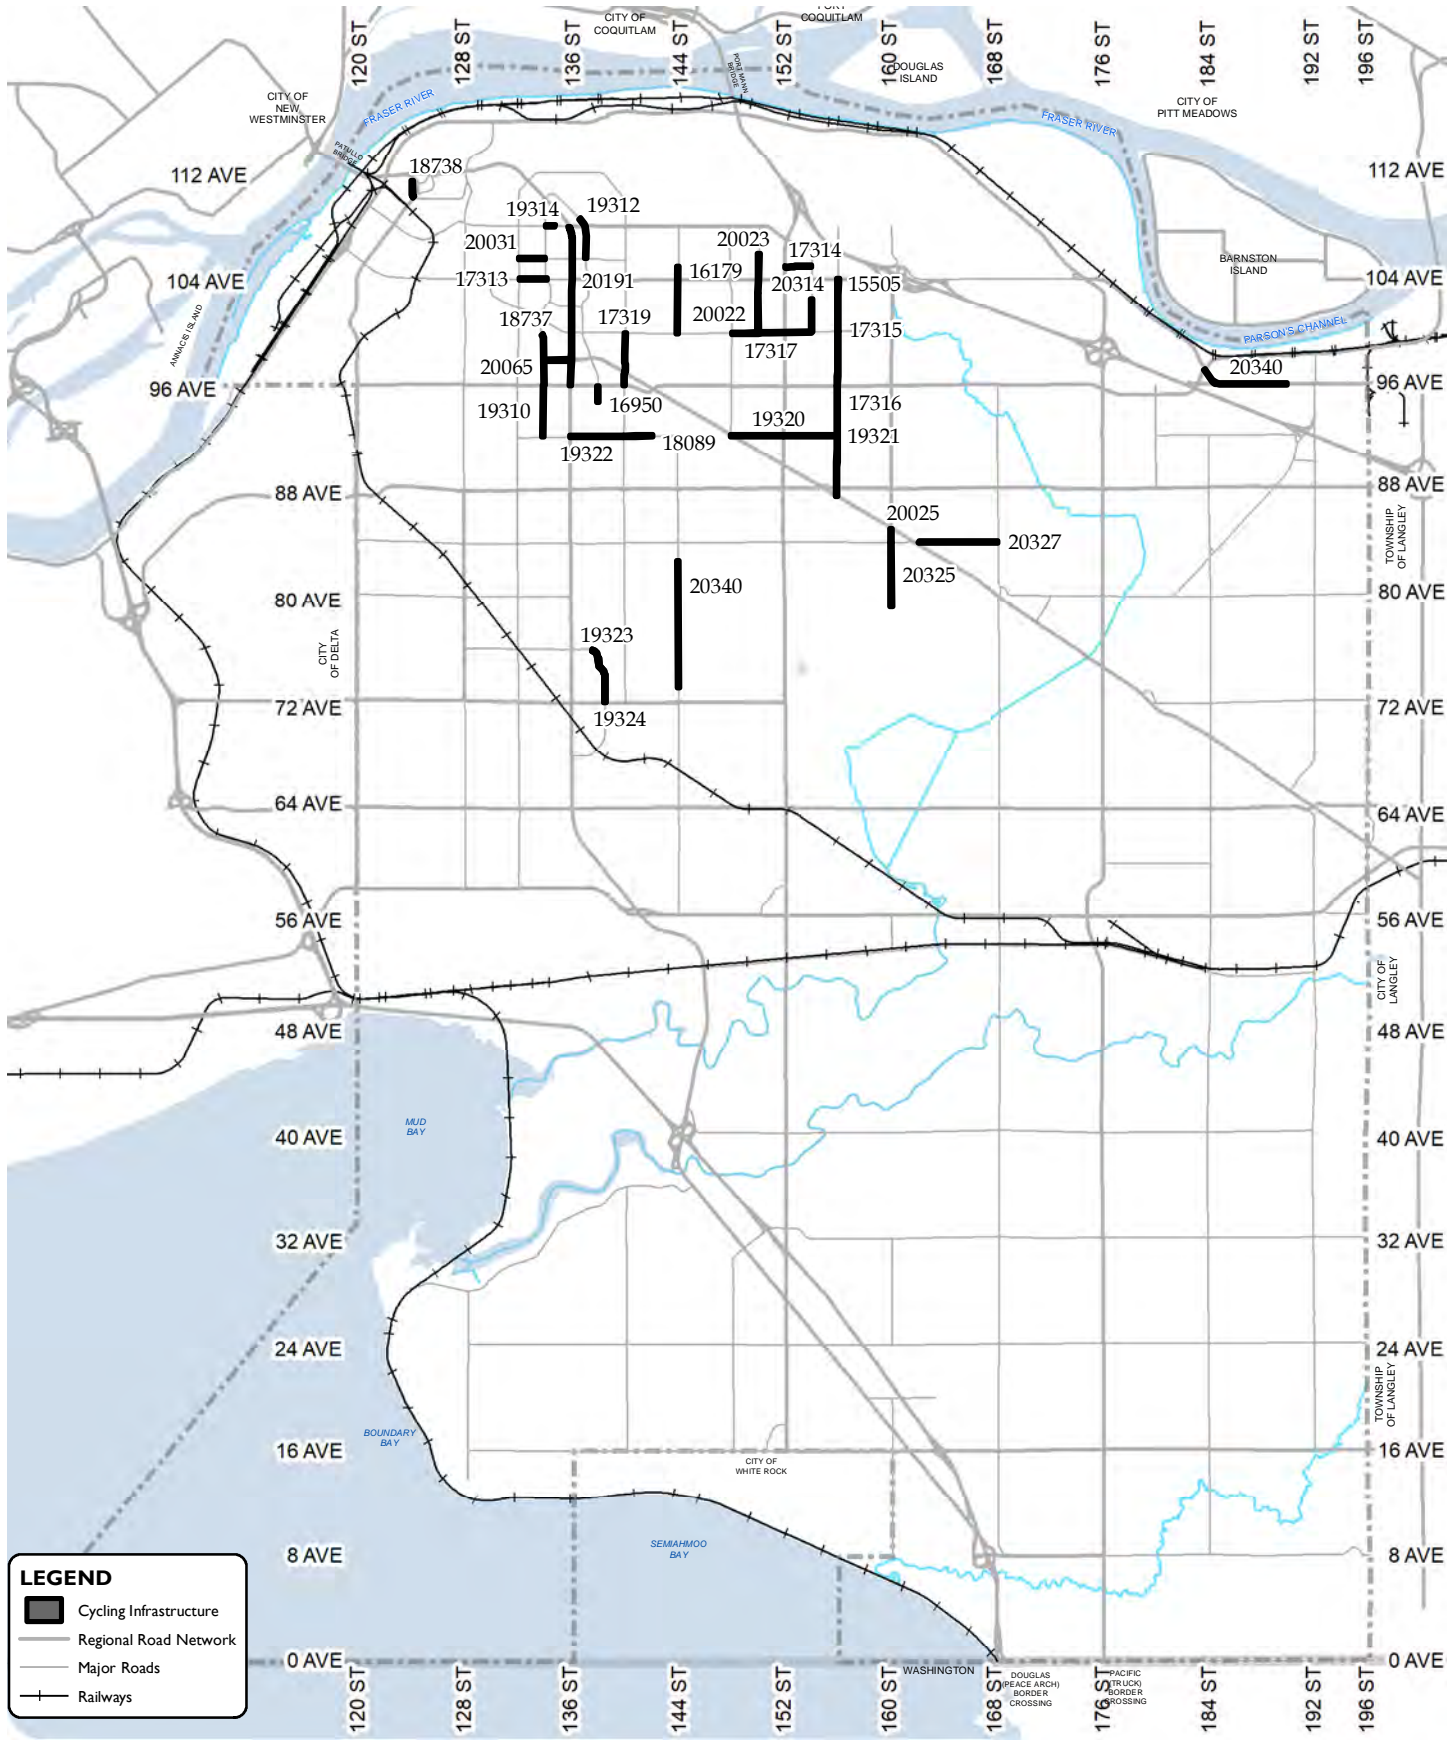 CITY OF
COQUITLAM
PORT
COQUITLAM
120 ST
128 ST
136 ST
144 ST
152 ST
160 ST
168 ST
176 ST
184 ST
192 ST
196 ST
PORT MANN
BRIDGE
DOUGLAS
ISLAND
CITY OF
NEW
WESTMINSTER
FRASER RIVER
FRASER RIVER
CITY OF
PITT MEADOWS
PATULLO
BRIDGE
112 AVE
18738
112 AVE
19314
19312
20031
20023
17314
BARNSTON
ISLAND
104 AVE
17313
20191
16179
20314
15505
104 AVE
ANNACIS ISLAND
18737
17319
20022
17315
PARSON'S CHANNEL
17317
20065
20340
96 AVE
96 AVE
19310
16950
19320
17316
19322
18089
19321
88 AVE
88 AVE
20025
20327
TOWNSHIP
OF LANGLEY
20325
80 AVE
20340
80 AVE
CITY
OF DELTA
19323
72 AVE
19324
72 AVE
64 AVE
64 AVE
56 AVE
56 AVE
CITY OF
LANGLEY
48 AVE
48 AVE
MUD
BAY
40 AVE
40 AVE
32 AVE
32 AVE
24 AVE
24 AVE
TOWNSHIP
OF LANGLEY
BOUNDARY
BAY
16 AVE
16 AVE
CITY OF
WHITE ROCK
SEMIAHMOO
BAY
8 AVE
8 AVE
LEGEND
Cycling Infrastructure
Regional Road Network
Major Roads
Railways
0 AVE
0 AVE
WASHINGTON
DOUGLAS
(PEACE ARCH)
BORDER
CROSSING
PACIFIC
(TRUCK)
BORDER
CROSSING
120 ST
128 ST
136 ST
144 ST
152 ST
160 ST
168 ST
176 ST
184 ST
192 ST
196 ST